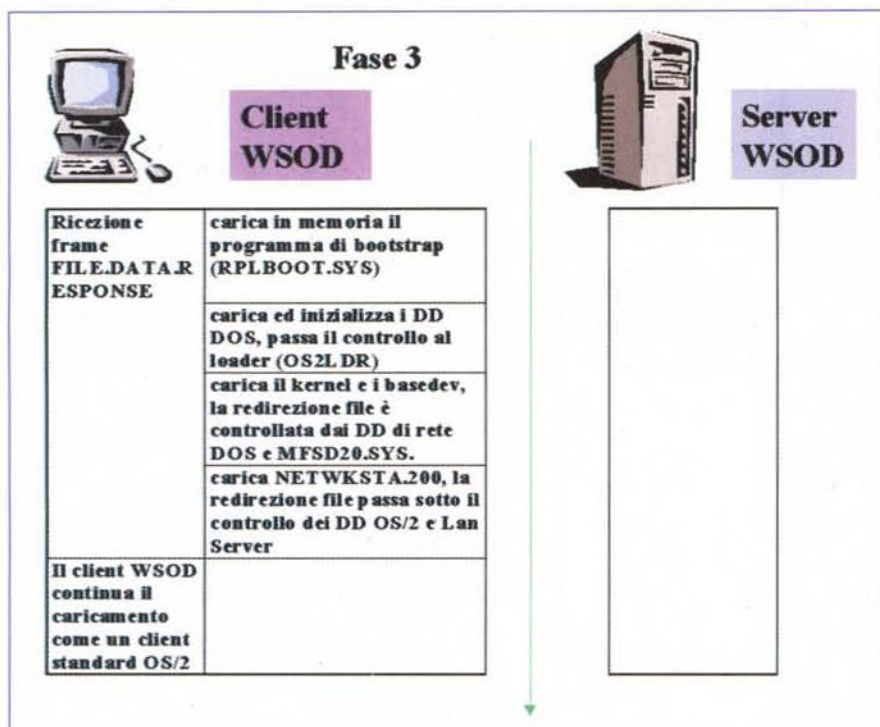 Fase 3
Client
WSOD
Server
WSOD
Ricezione
frame
FILE.DATA.R
ESPONSE
carica in memoria il
programma di bootstrap
(RPLBOOT.SYS)
carica ed inizializza i DD
DOS, passa il controllo al
loader (OS2LDR)
carica il kernel e i basedev,
la redirezione file è
controllata dai DD di rete
DOS e MFSD20.SYS.
carica NETWKSTA.200, la
redirezione file passa sotto il
controllo dei DD OS/2 e Lan
Server
Il client WSOD
continua il
caricamento
come un client
standard OS/2